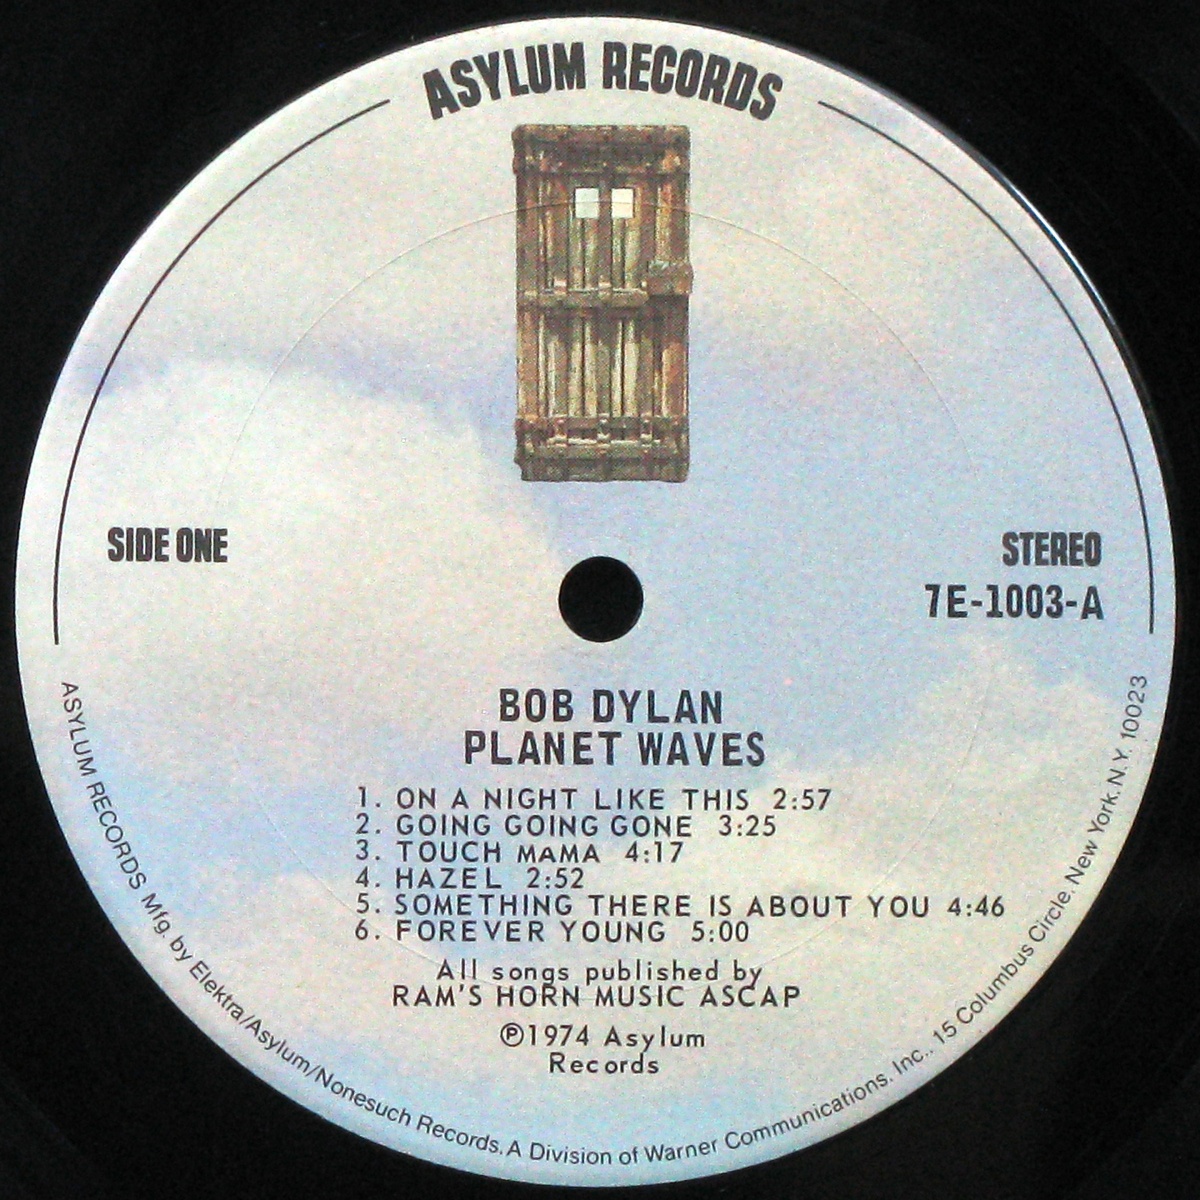 ASYLUM RECORDS
SIDE ONE
STEREO
7E-1003-A
BOB DYLAN
PLANET WAVES
1. ON A NIGHT LIKE THIS 2:57
2. GOING GOING GONE 3:25
3. TOUCH MAMA 4:17
4. HAZEL 2:52
5. SOMETHING THERE IS ABOUT YOU 4:46
6. FOREVER YOUNG 5:00
All songs published by
RAM'S HORN MUSIC ASCAP
℗1974 Asylum
Records
ASYLUM RECORDS. Mfg. by Elektra/Asylum/Nonesuch Records. A Division of Warner Communications. Inc.. 15 Columbus Circle. New York. N.Y. 10023